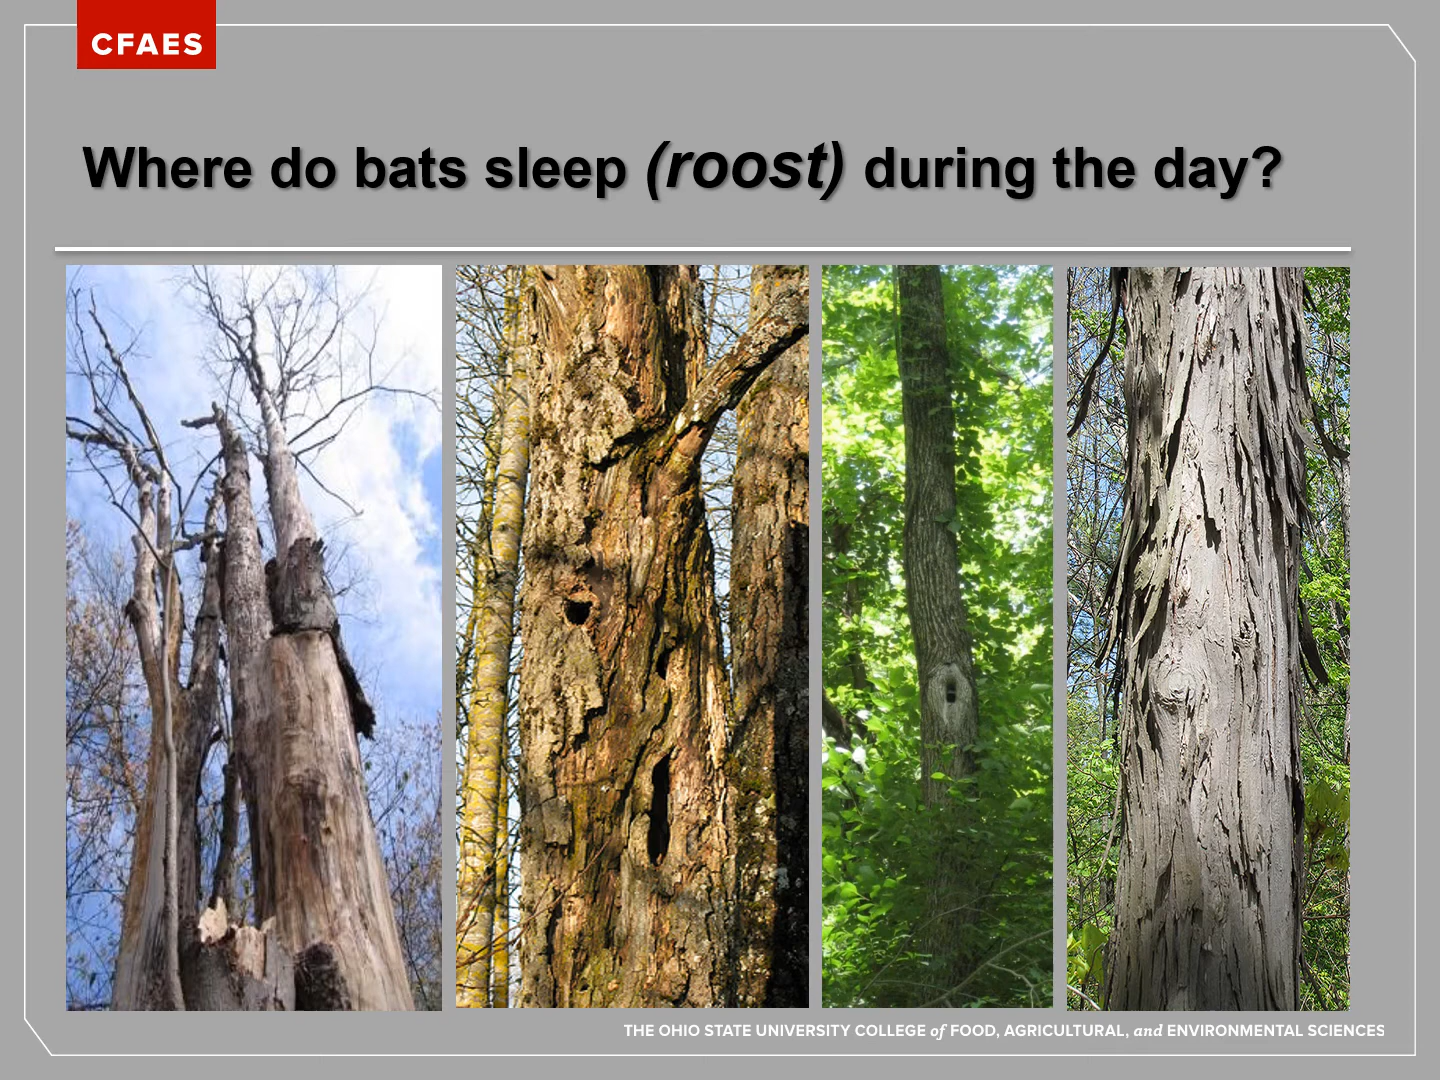 CFAES
Where do bats sleep (roost) during the day?
THE OHIO STATE UNIVERSITY COLLEGE of FOOD, AGRICULTURAL, and ENVIRONMENTAL SCIENCES